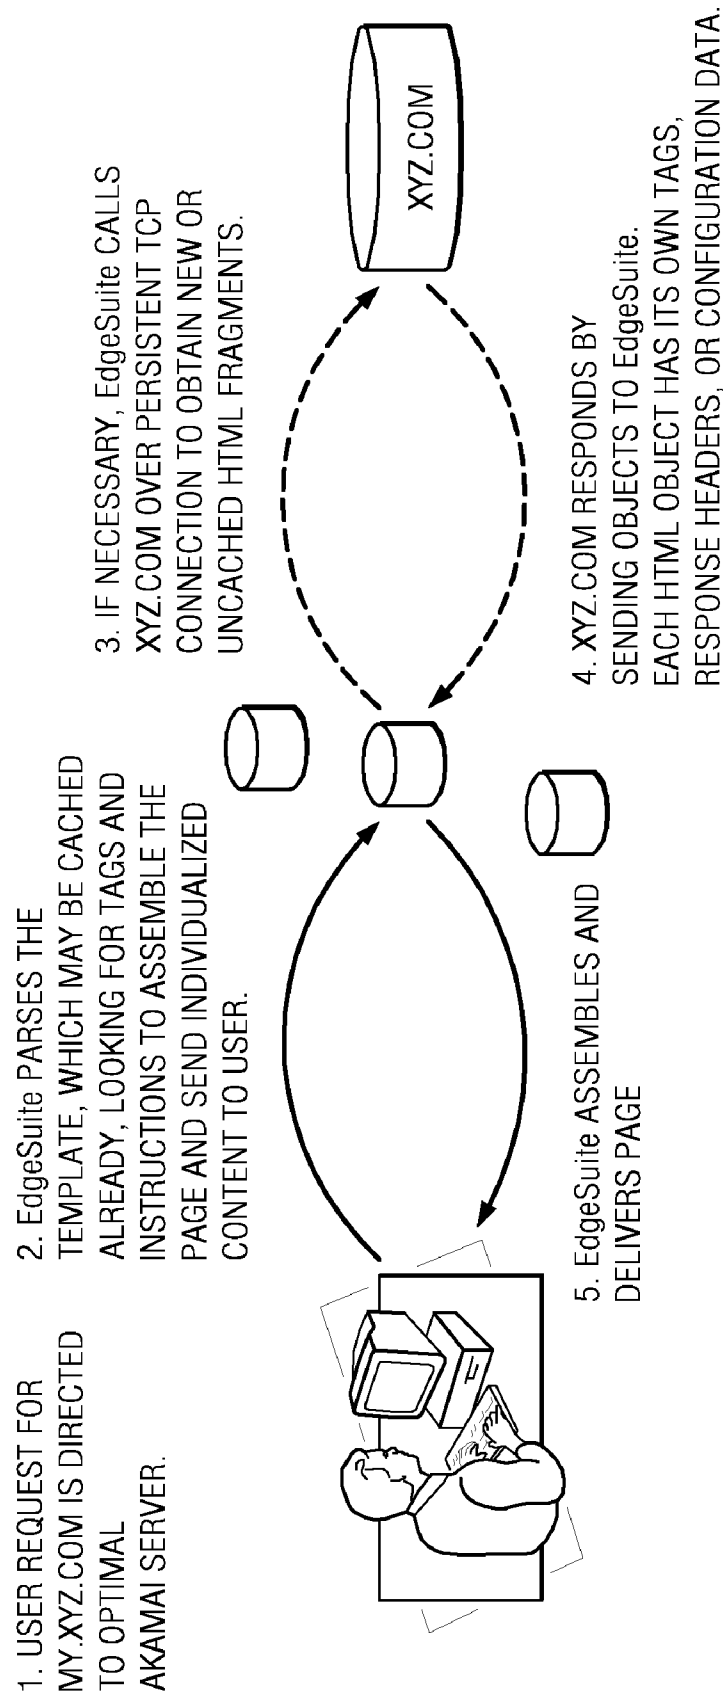 1. USER REQUEST FOR
MY.XYZ.COM IS DIRECTED
TO OPTIMAL
AKAMAI SERVER.
2. EdgeSuite PARSES THE
TEMPLATE, WHICH MAY BE CACHED
ALREADY, LOOKING FOR TAGS AND
INSTRUCTIONS TO ASSEMBLE THE
PAGE AND SEND INDIVIDUALIZED
CONTENT TO USER.
3. IF NECESSARY, EdgeSuite CALLS
XYZ.COM OVER PERSISTENT TCP
CONNECTION TO OBTAIN NEW OR
UNCACHED HTML FRAGMENTS.
XYZ.COM
4. XYZ.COM RESPONDS BY
SENDING OBJECTS TO EdgeSuite.
EACH HTML OBJECT HAS ITS OWN TAGS,
RESPONSE HEADERS, OR CONFIGURATION DATA.
5. EdgeSuite ASSEMBLES AND
DELIVERS PAGE